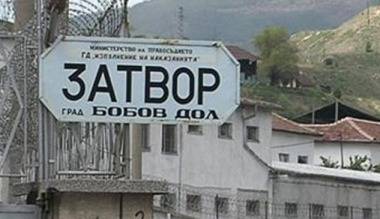 МИНИСТЕРСТВО НА ПРАВОСЪДИЕТО
ГД „ИЗПЪЛНЕНИЕ НА НАКАЗАНИЯТА"
ЗАТВОР
ГРАД БОБОВ ДОЛ